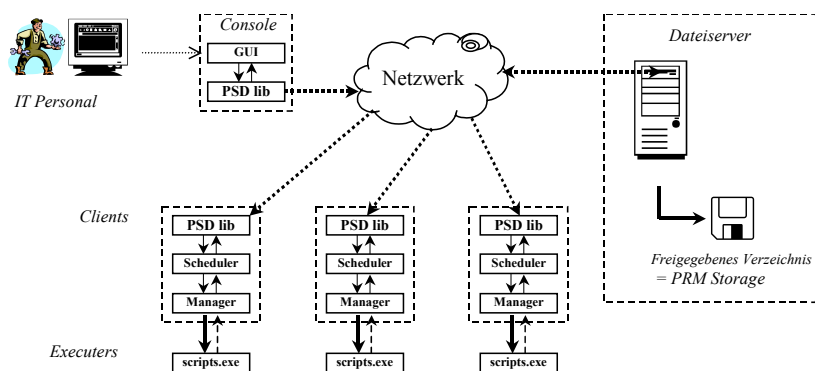 Console
GUI
PSD lib
IT Personal
Netzwerk
Dateiserver
Freigegebenes Verzeichnis
= PRM Storage
Clients
PSD lib
PSD lib
PSD lib
Scheduler
Scheduler
Scheduler
Manager
Manager
Manager
Executers
scripts.exe
scripts.exe
scripts.exe